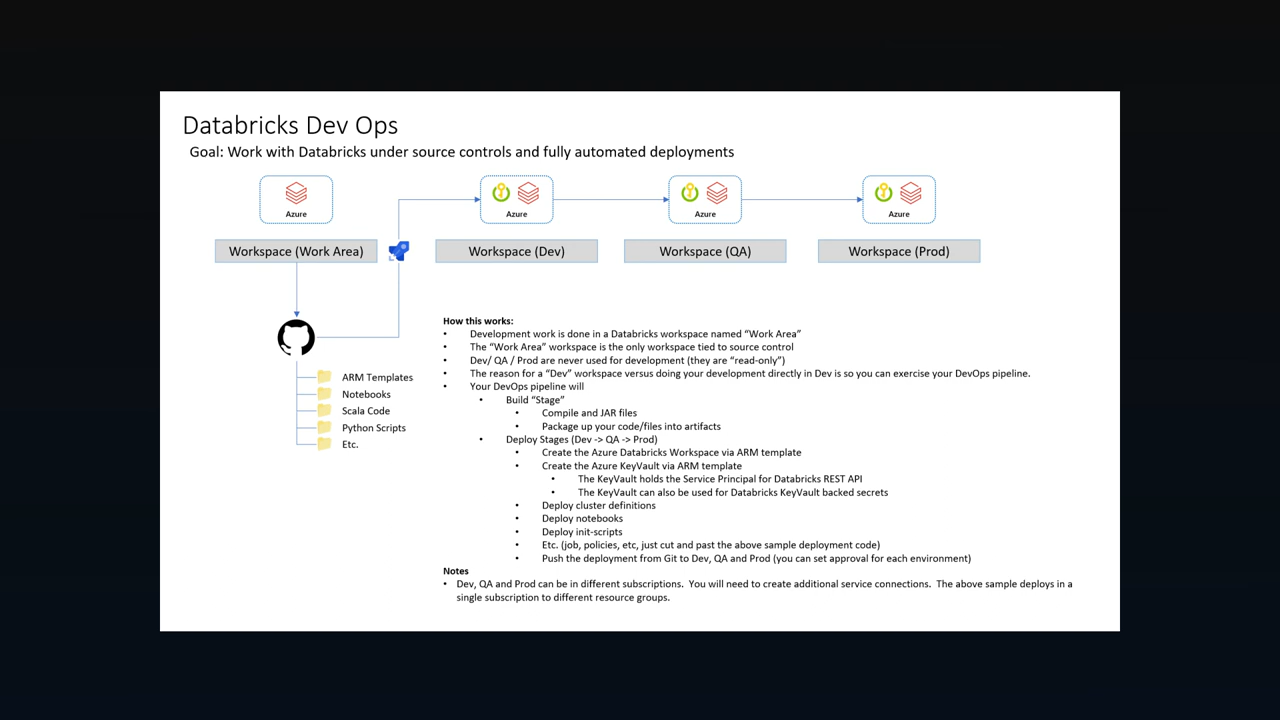 Databricks Dev Ops
Goal: Work with Databricks under source controls and fully automated deployments
Azure
Azure
Azure
Azure
Workspace (Work Area)
Workspace (Dev)
Workspace (QA)
Workspace (Prod)
ARM Templates
Notebooks
Scala Code
Python Scripts
Etc.
How this works:
• Development work is done in a Databricks workspace named “Work Area”
• The “Work Area” workspace is the only workspace tied to source control
• Dev/ QA / Prod are never used for development (they are “read-only”)
• The reason for a “Dev” workspace versus doing your development directly in Dev is so you can exercise your DevOps pipeline.
• Your DevOps pipeline will
• Build “Stage”
• Compile and JAR files
• Package up your code/files into artifacts
• Deploy Stages (Dev -> QA -> Prod)
• Create the Azure Databricks Workspace via ARM template
• Create the Azure KeyVault via ARM template
• The KeyVault holds the Service Principal for Databricks REST API
• The KeyVault can also be used for Databricks KeyVault backed secrets
• Deploy cluster definitions
• Deploy notebooks
• Deploy init-scripts
• Etc. (job, policies, etc, just cut and past the above sample deployment code)
• Push the deployment from Git to Dev, QA and Prod (you can set approval for each environment)
Notes
• Dev, QA and Prod can be in different subscriptions. You will need to create additional service connections. The above sample deploys in a
single subscription to different resource groups.